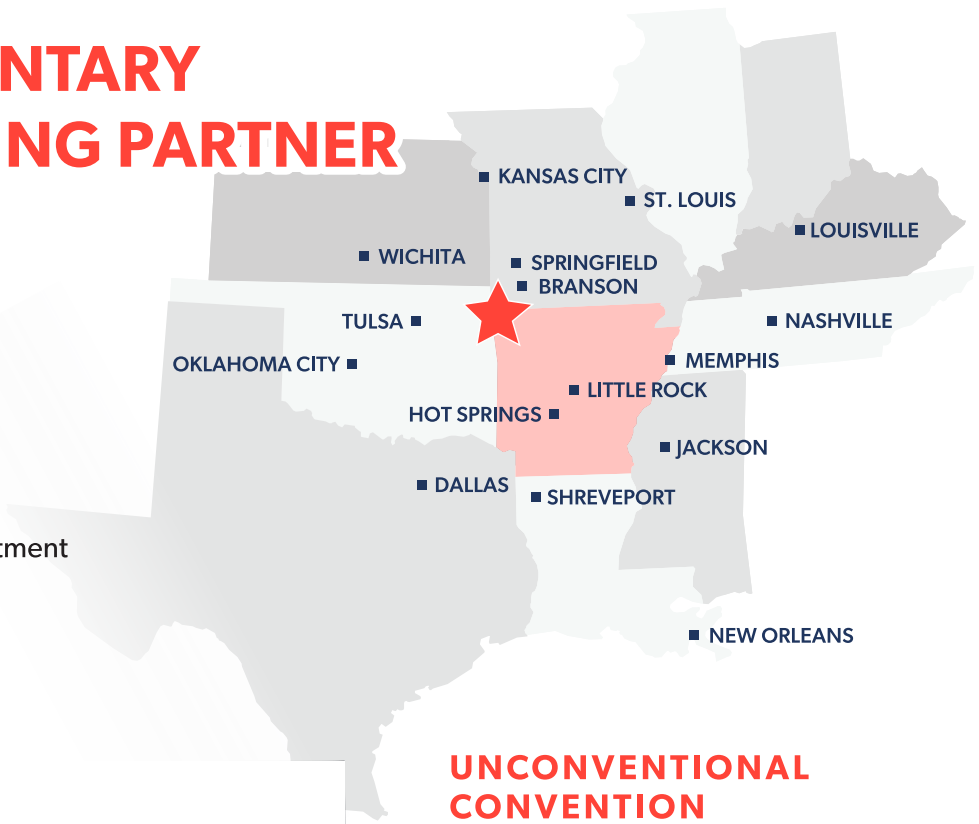 NTARY
NG PARTNER
KANSAS CITY
ST. LOUIS
LOUISVILLE
WICHITA
SPRINGFIELD
BRANSON
TULSA
NASHVILLE
OKLAHOMA CITY
MEMPHIS
LITTLE ROCK
HOT SPRINGS
JACKSON
DALLAS
SHREVEPORT
tment
NEW ORLEANS
UNCONVENTIONAL
CONVENTION